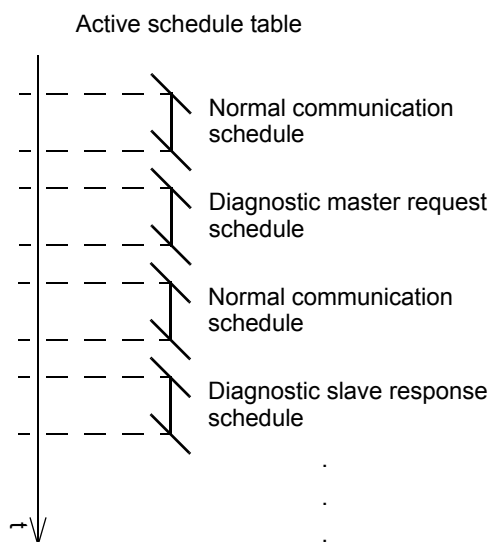 Active schedule table
Normal communication
schedule
Diagnostic master request
schedule
Normal communication
schedule
Diagnostic slave response
schedule
.
.
.
t